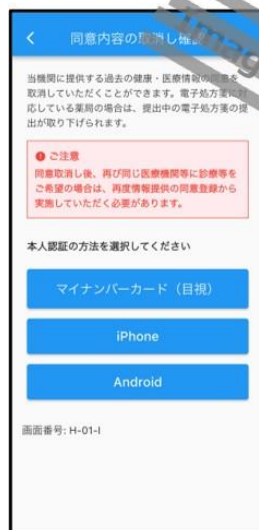 同意内容の取消し確認
当機関に提供する過去の健康・医療情報の同意を
取消していただくことができます。電子処方箋に対
応している薬局の場合は、提出中の電子処方箋の提
出が取り下げられます。
ご注意
同意取消し後、再び同じ医療機関等に診療等を
ご希望の場合は、再度情報提供の同意登録から
実施していただく必要があります。
本人認証の方法を選択してください
マイナンバーカード（目視）
iPhone
Android
画面番号: H-01-I